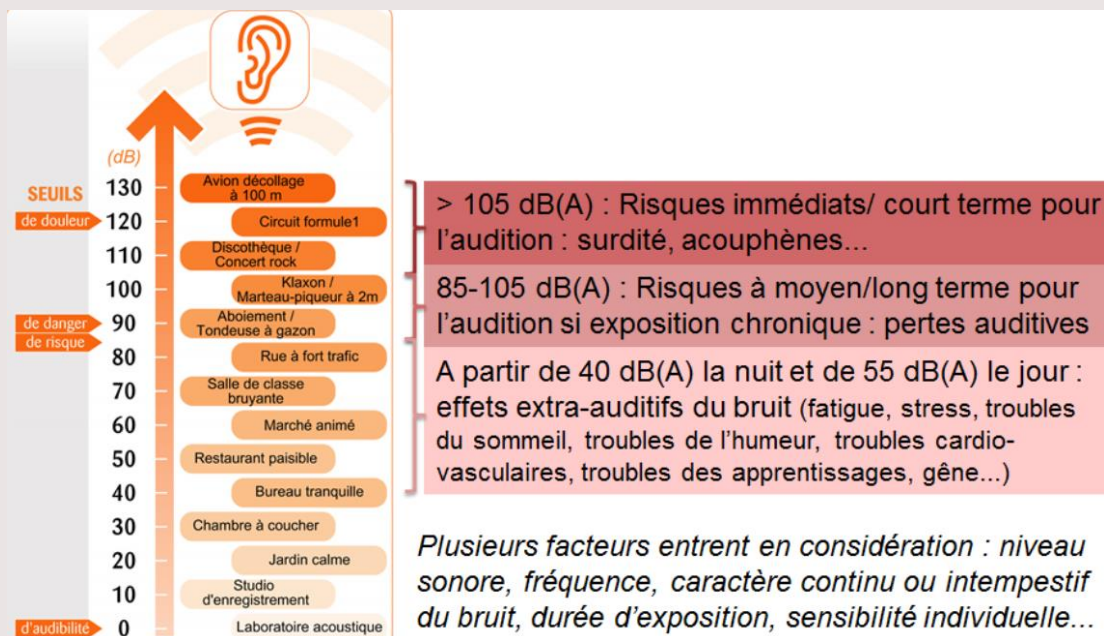 (dB)
SEUILS
130
Avion décollage
à 100 m
de douleur
120
Circuit formule1
110
Discothèque /
Concert rock
100
Klaxon /
Marteau-piqueur à 2m
de danger
90
Aboiement /
Tondeuse à gazon
de risque
80
Rue à fort trafic
70
Salle de classe
bruyante
60
Marché animé
50
Restaurant paisible
40
Bureau tranquille
30
Chambre à coucher
20
Jardin calme
10
Studio
d'enregistrement
d'audibilité
0
Laboratoire acoustique
> 105 dB(A) : Risques immédiats/ court terme pour
l'audition : surdité, acouphènes...
85-105 dB(A) : Risques à moyen/long terme pour
l'audition si exposition chronique : pertes auditives
A partir de 40 dB(A) la nuit et de 55 dB(A) le jour :
effets extra-auditifs du bruit (fatigue, stress, troubles
du sommeil, troubles de l'humeur, troubles cardio-
vasculaires, troubles des apprentissages, gêne...)
Plusieurs facteurs entrent en considération : niveau
sonore, fréquence, caractère continu ou intempestif
du bruit, durée d'exposition, sensibilité individuelle...